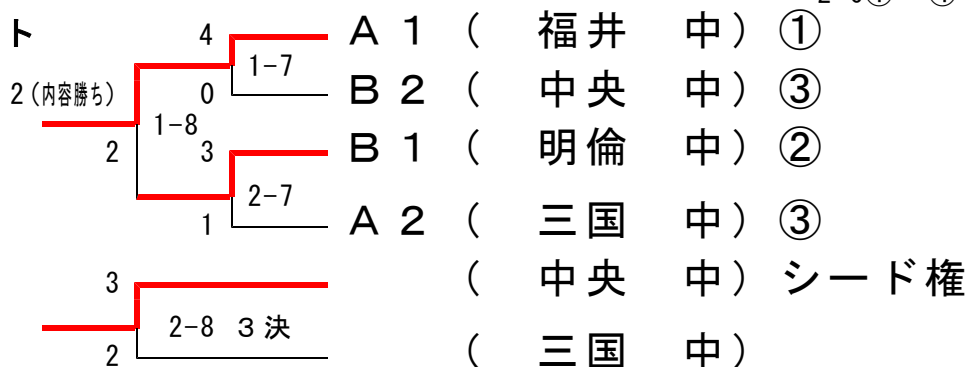 ト
4 A1(福井 中)①
1-7
2(内容勝ち) 0 B2(中央 中)③
1-8
2 3 B1(明倫 中)②
2-7
1 A2(三国 中)③
3 (中央 中)シード権
2-8 3決
2 (三国 中)